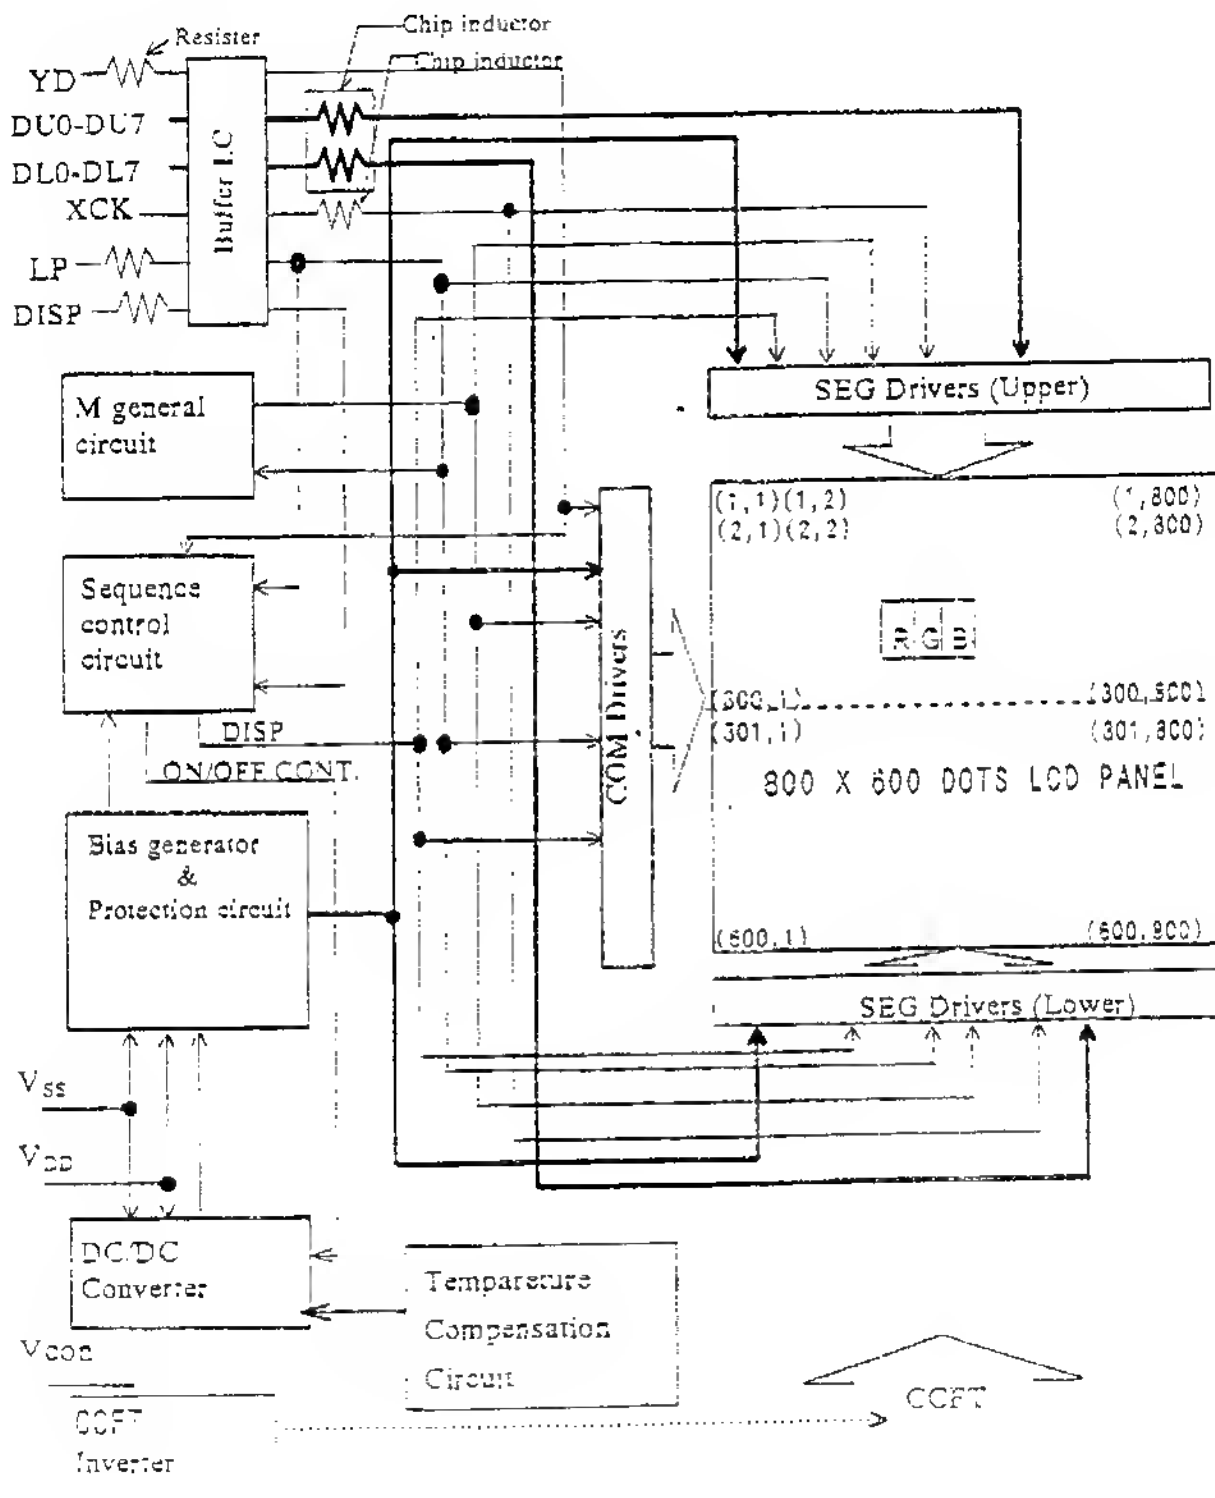 Chip inductor
Resister
Chip inductor
YD
DU0-DU7
DL0-DL7
XCK
LP
DISP
Buffer I.C
M general
circuit
SEG Drivers (Upper)
(1,1)(1,2)
(1,800)
(2,1)(2,2)
(2,800)
Sequence
control
circuit
R G B
COM Drivers
(300,1)
(300,800)
(301,1)
(301,800)
DISP
ON/OFF CONT.
800 X 600 DOTS LCD PANEL
Bias generator
&
Protection circuit
(600,1)
(600,800)
SEG Drivers (Lower)
VSS
VDD
DC/DC
Converter
Tempareture
Compensation
Circuit
VCON
CCFT
CCFT
Inverter